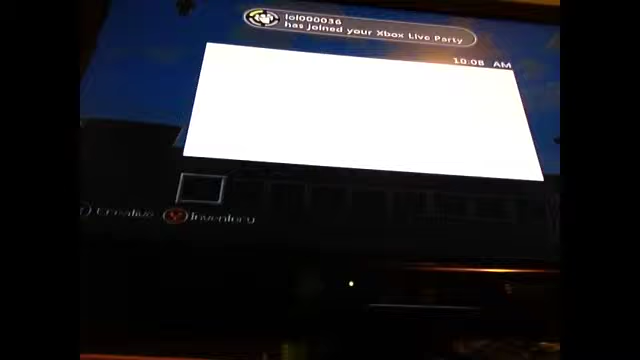 lol000036
has joined your Xbox Live Party
10:08 AM
Creative Inventory